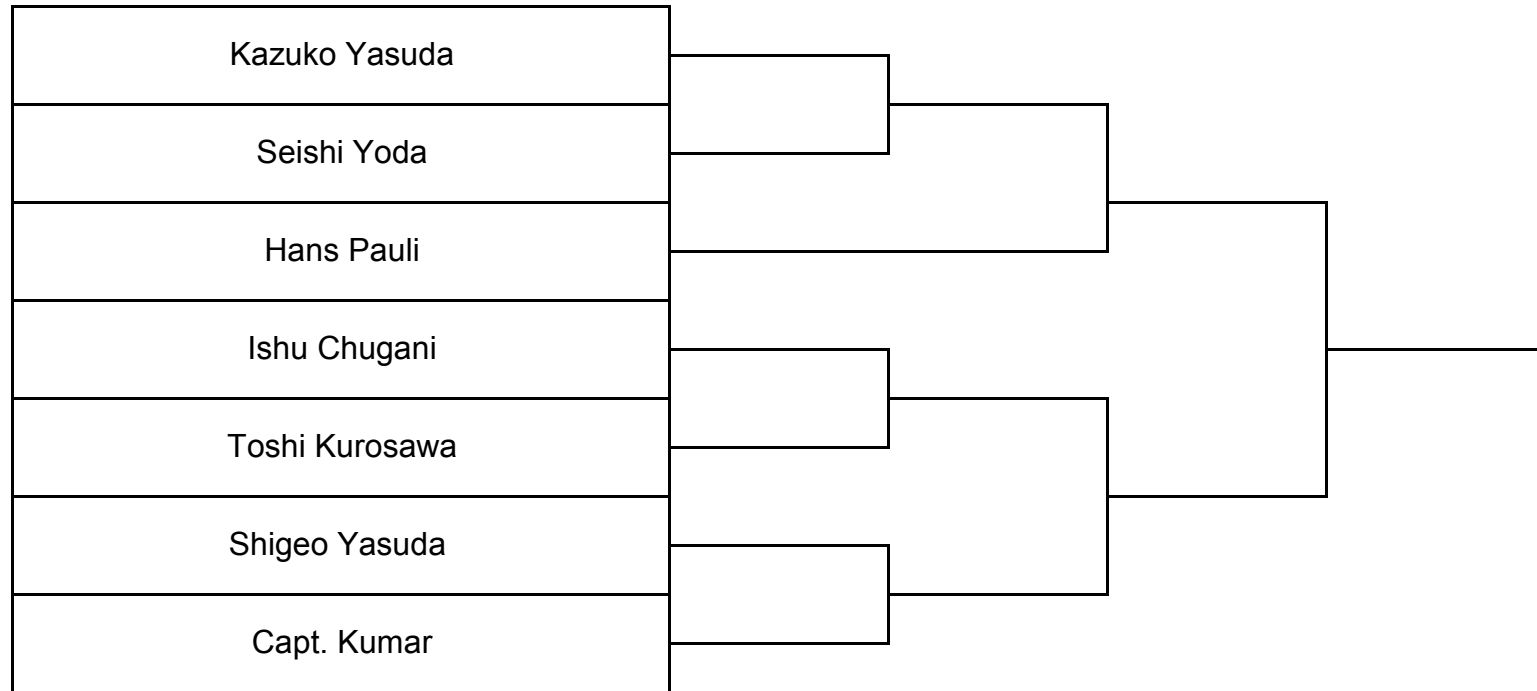 Kazuko Yasuda
Seishi Yoda
Hans Pauli
Ishu Chugani
Toshi Kurosawa
Shigeo Yasuda
Capt. Kumar